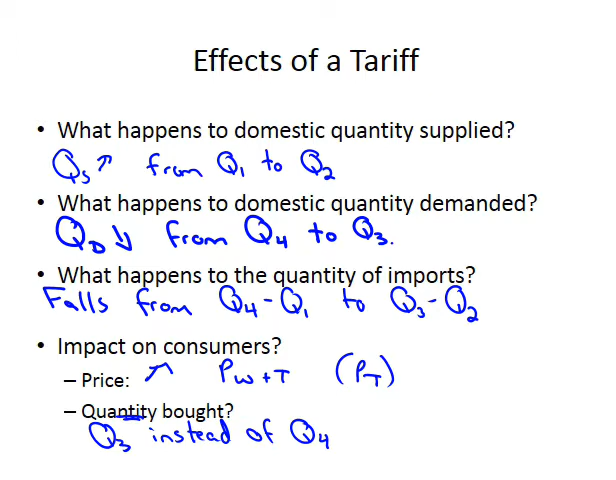 Effects of a Tariff
• What happens to domestic quantity supplied?
Qs ↑ from Q1 to Q2
• What happens to domestic quantity demanded?
QD ↓ from Q4 to Q3.
• What happens to the quantity of imports?
Falls from Q4-Q1 to Q3-Q2
• Impact on consumers?
– Price: ↗ Pw+T (PT)
– Quantity bought?
Q3 instead of Q4